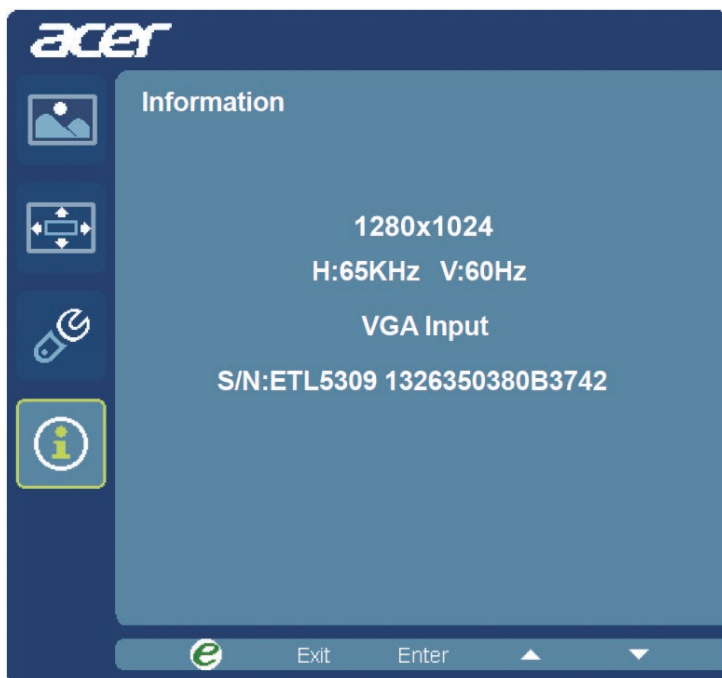 acer
Information
1280x1024
H:65KHz V:60Hz
VGA Input
S/N:ETL5309 1326350380B3742
e Exit Enter